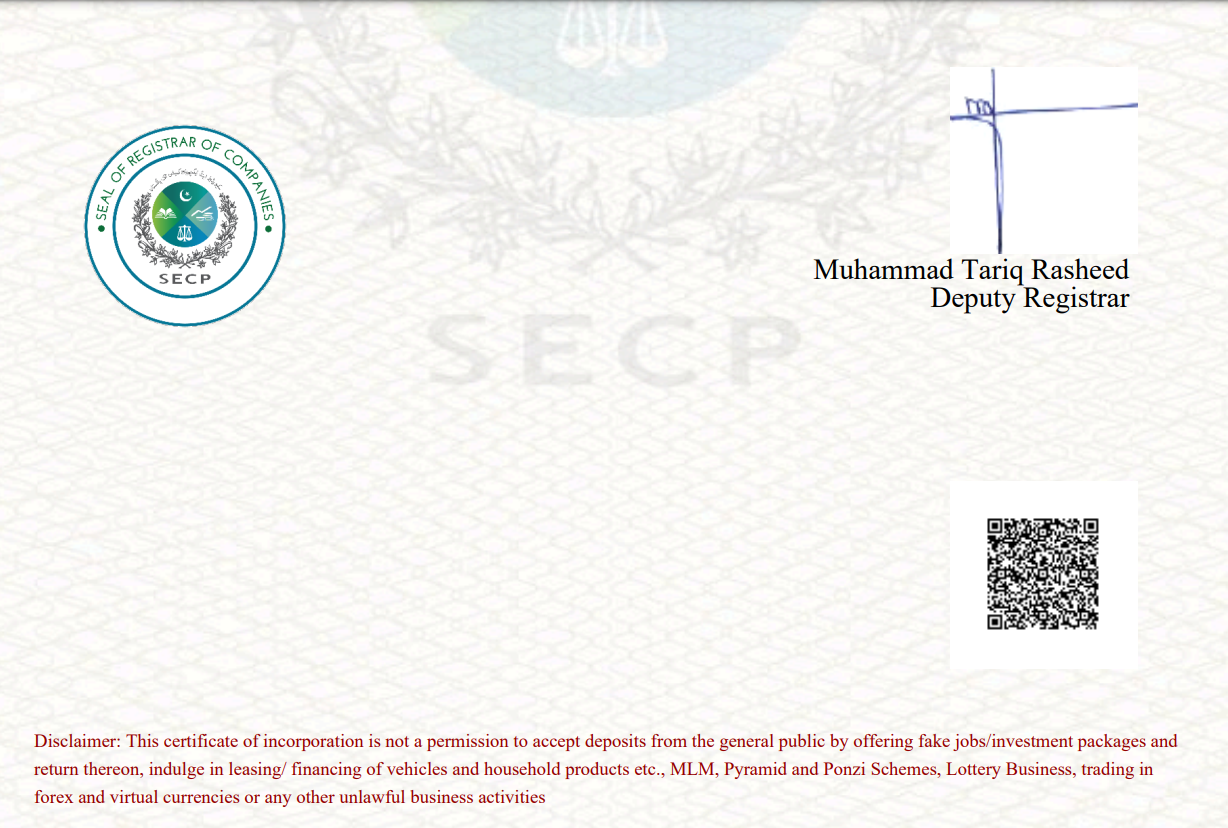 SEAL OF REGISTRAR OF COMPANIES
SECP
Muhammad Tariq Rasheed
Deputy Registrar
SECP
Disclaimer: This certificate of incorporation is not a permission to accept deposits from the general public by offering fake jobs/investment packages and
return thereon, indulge in leasing/ financing of vehicles and household products etc., MLM, Pyramid and Ponzi Schemes, Lottery Business, trading in
forex and virtual currencies or any other unlawful business activities